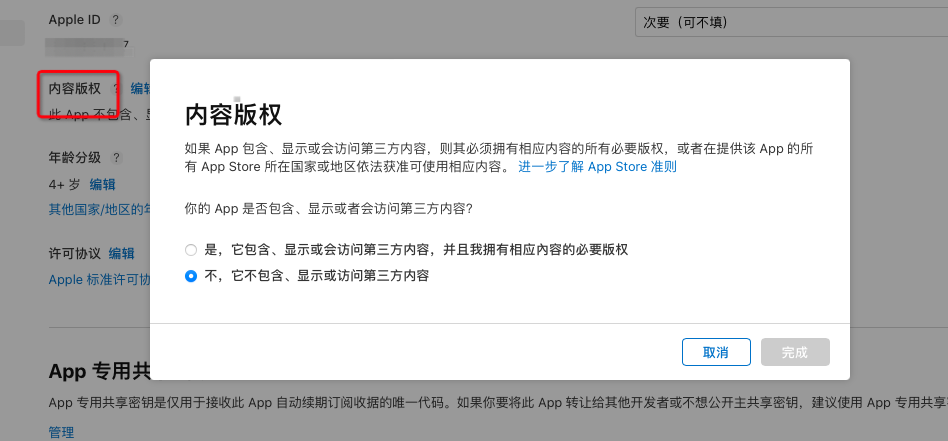 Apple ID ?
次要（可不填）
7
内容版权 ? 编辑
此 App 不包含、显
年龄分级 ?
4+ 岁 编辑
其他国家/地区的年
许可协议 编辑
Apple 标准许可协
内容版权
如果 App 包含、显示或会访问第三方内容，则其必须拥有相应内容的所有必要版权，或者在提供该 App 的所
有 App Store 所在国家或地区依法获准可使用相应内容。 进一步了解 App Store 准则
你的 App 是否包含、显示或者会访问第三方内容?
是，它包含、显示或会访问第三方内容，并且我拥有相应內容的必要版权
不，它不包含、显示或访问第三方内容
取消 完成
App 专用共
App 专用共享密钥是仅用于接收此 App 自动续期订阅收据的唯一代码。如果你要将此 App 转让给其他开发者或不想公开主共享密钥，建议使用 App 专用共享
管理